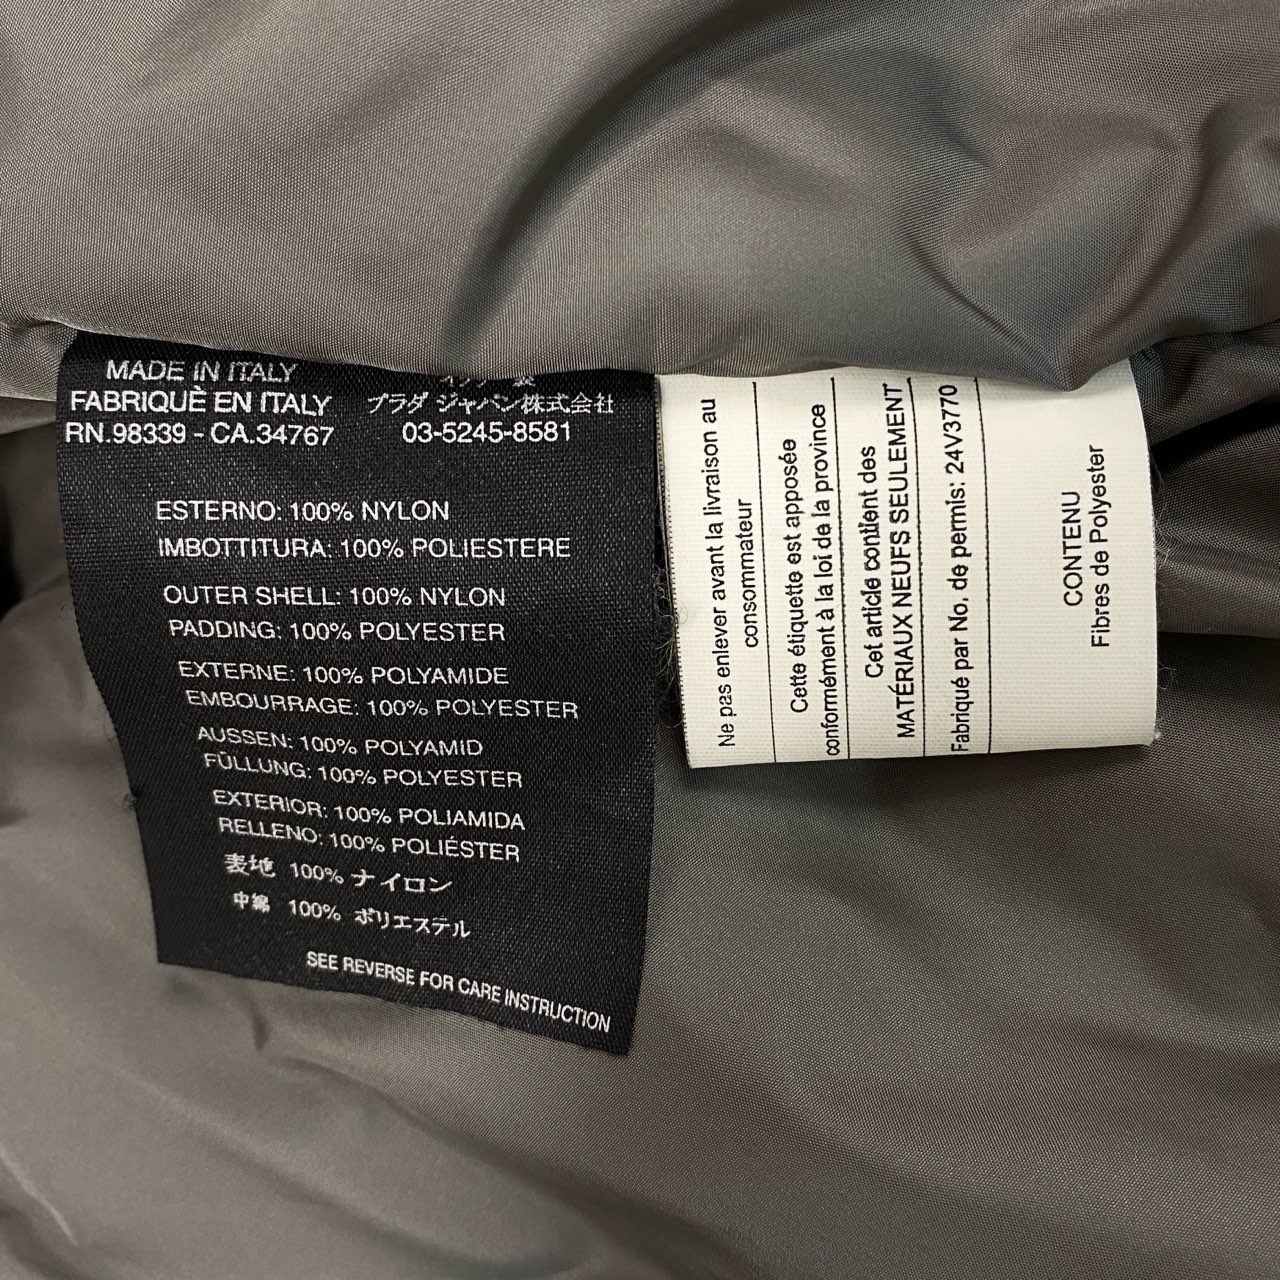 MADE IN ITALY
FABRIQUÈ EN ITALY
RN.98339 - CA.34767
製
プラダ ジャパン株式会社
03-5245-8581
ESTERNO: 100% NYLON
IMBOTTITURA: 100% POLIESTERE
OUTER SHELL: 100% NYLON
PADDING: 100% POLYESTER
EXTERNE: 100% POLYAMIDE
EMBOURRAGE: 100% POLYESTER
AUSSEN: 100% POLYAMID
FÜLLUNG: 100% POLYESTER
EXTERIOR: 100% POLIAMIDA
RELLENO: 100% POLIÉSTER
表地 100% ナイロン
中綿 100% ポリエステル
SEE REVERSE FOR CARE INSTRUCTION
Ne pas enlever avant la livraison au
consommateur
Cette étiquette est apposée
conformément à la loi de la province
Cet article contient des
MATÉRIAUX NEUFS SEULEMENT
Fabriqué par No, de permis: 24V3770
CONTENU
Fibres de Polyester